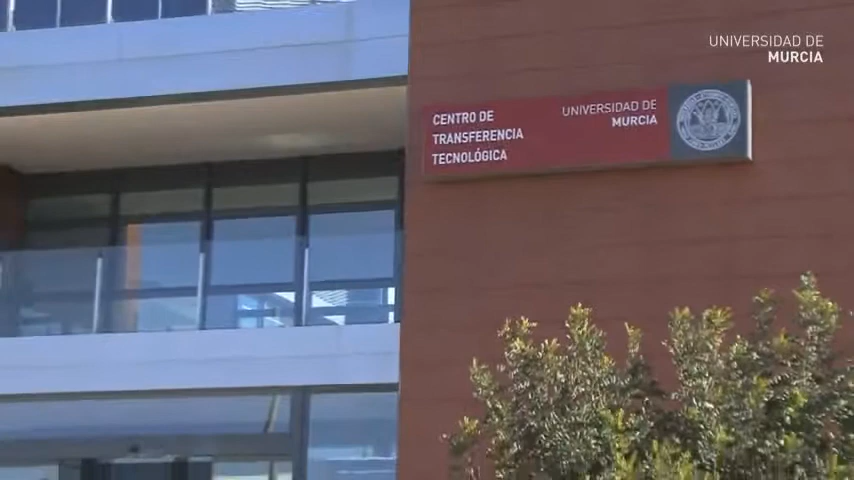 UNIVERSIDAD DE
MURCIA
CENTRO DE
TRANSFERENCIA
TECNOLÓGICA
UNIVERSIDAD DE
MURCIA